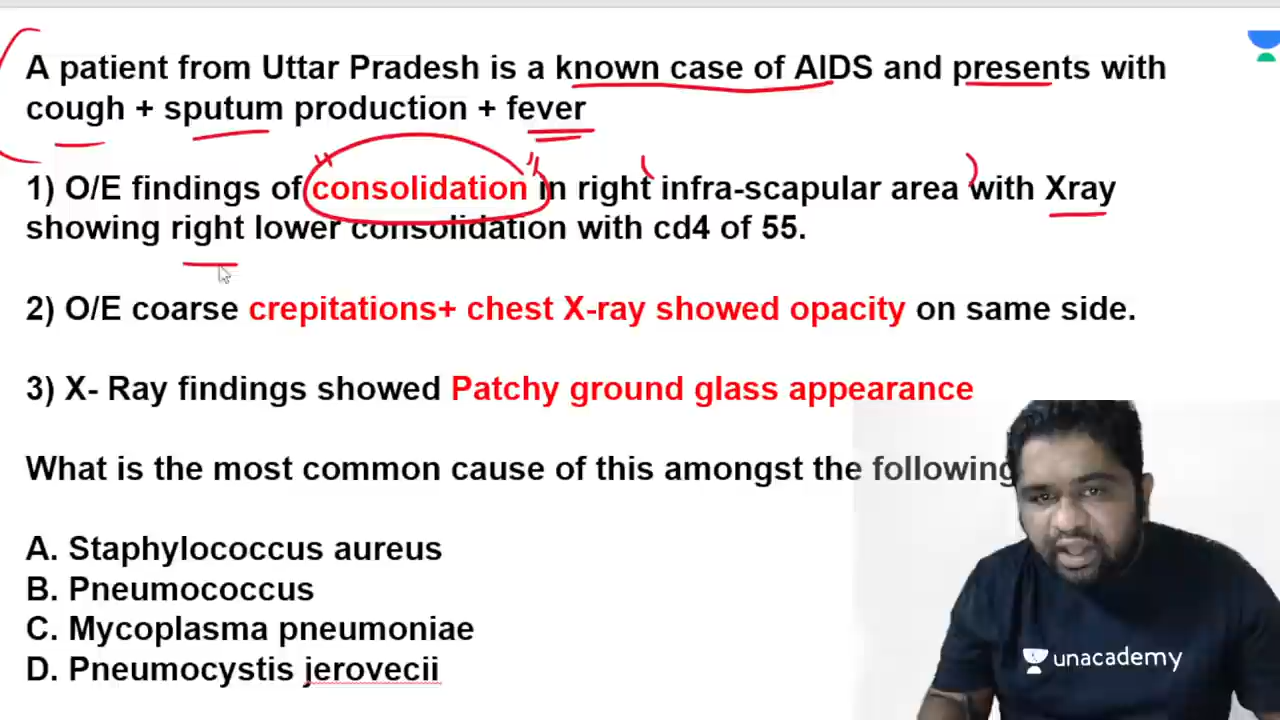 A patient from Uttar Pradesh is a known case of AIDS and presents with
cough + sputum production + fever
1) O/E findings of consolidation in right infra-scapular area with Xray
showing right lower consolidation with cd4 of 55.
2) O/E coarse crepitations+ chest X-ray showed opacity on same side.
3) X- Ray findings showed Patchy ground glass appearance
What is the most common cause of this amongst the following
A. Staphylococcus aureus
B. Pneumococcus
C. Mycoplasma pneumoniae
D. Pneumocystis jerovecii
unacademy